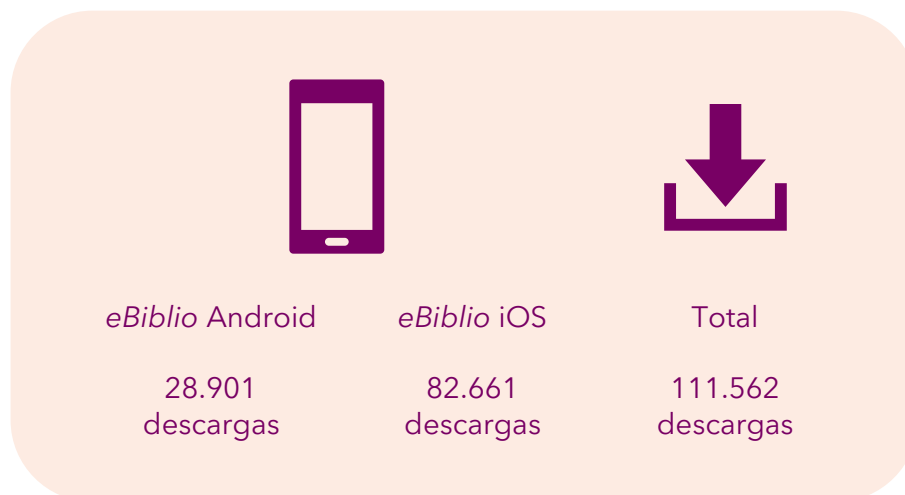 eBiblio Android
28.901
descargas
eBiblio iOS
82.661
descargas
Total
111.562
descargas